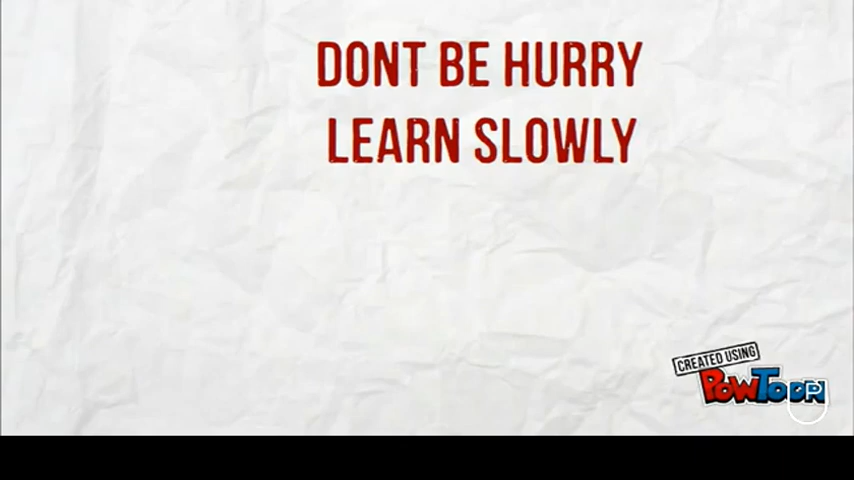 DONT BE HURRY
LEARN SLOWLY
CREATED USING
POWTOON